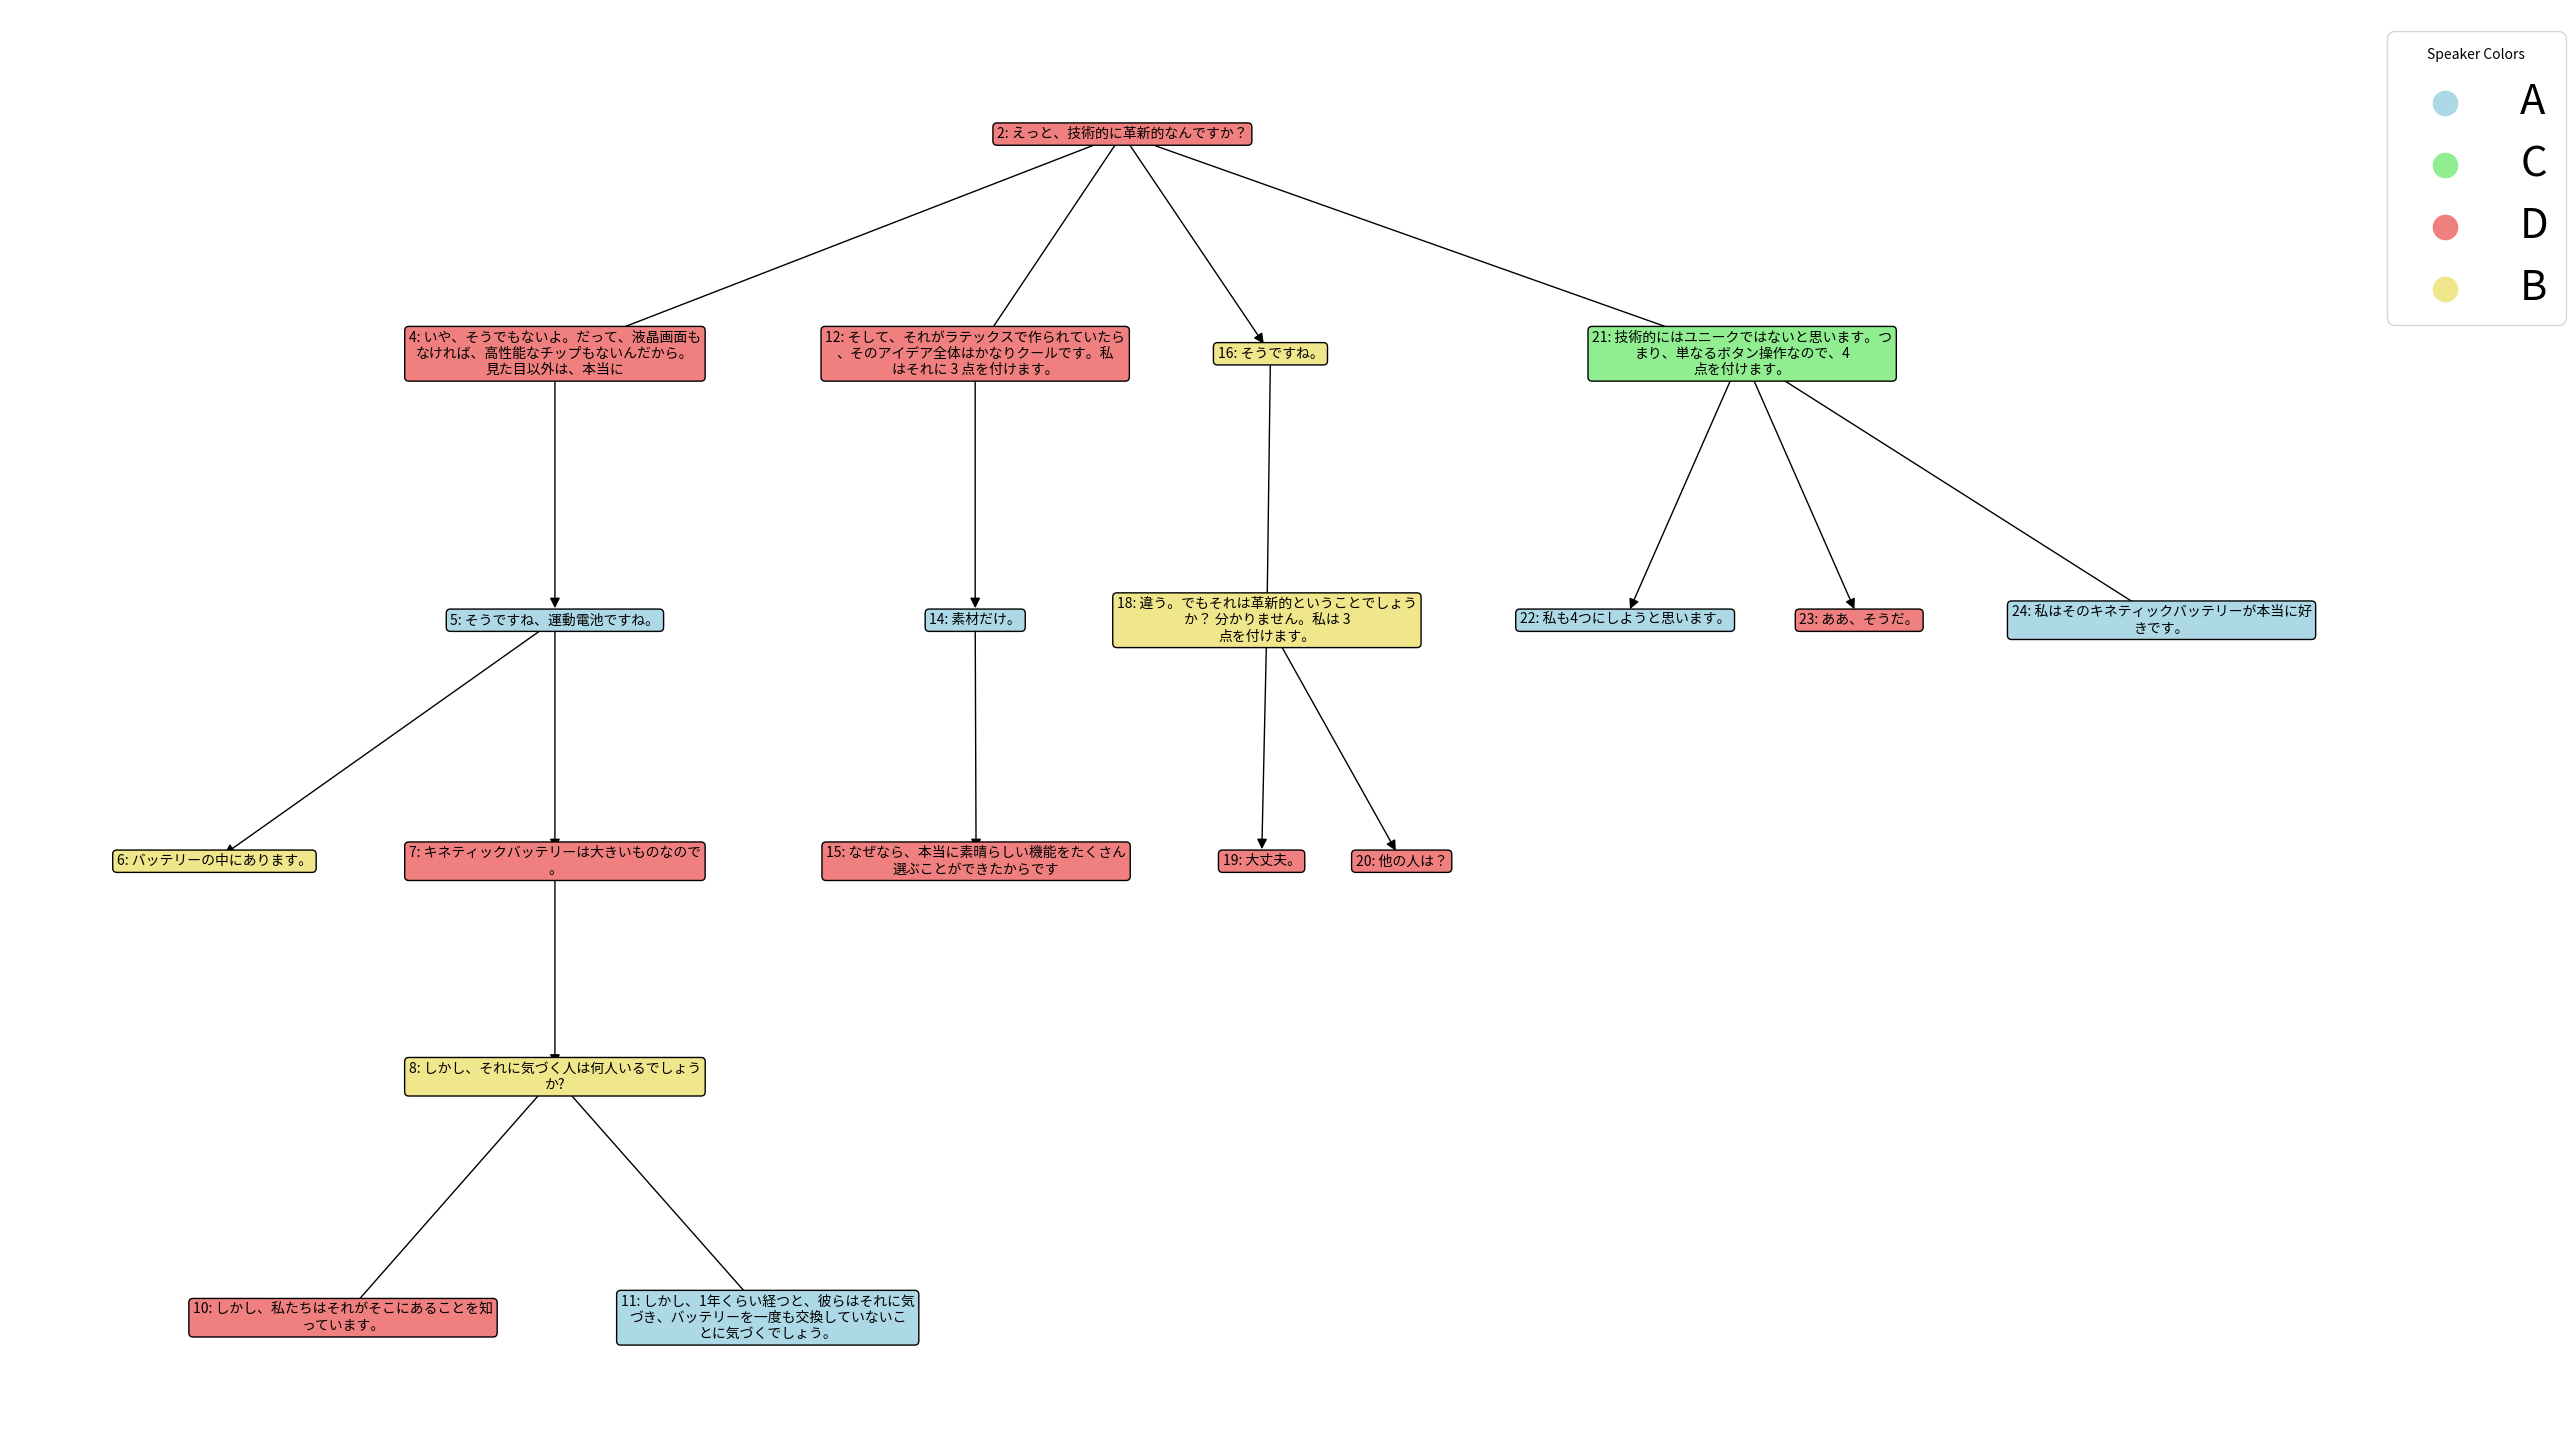 Speaker Colors
A
C
D
B
2: えっと、技術的に革新的なんですか？
4: いや、そうでもないよ。だって、液晶画面も
なければ、高性能なチップもないんだから。
見た目以外は、本当に
12: そして、それがラテックスで作られていたら
、そのアイデア全体はかなりクールです。私
はそれに 3 点を付けます。
16: そうですね。
21: 技術的にはユニークではないと思います。つ
まり、単なるボタン操作なので、4
点を付けます。
5: そうですね、運動電池ですね。
14: 素材だけ。
18: 違う。でもそれは革新的ということでしょう
か？ 分かりません。私は 3
点を付けます。
22: 私も4つにしようと思います。
23: ああ、そうだ。
24: 私はそのキネティックバッテリーが本当に好
きです。
6: バッテリーの中にあります。
7: キネティックバッテリーは大きいものなので
。
15: なぜなら、本当に素晴らしい機能をたくさん
選ぶことができたからです
19: 大丈夫。
20: 他の人は？
8: しかし、それに気づく人は何人いるでしょう
か?
10: しかし、私たちはそれがそこにあることを知
っています。
11: しかし、1年くらい経つと、彼らはそれに気
づき、バッテリーを一度も交換していないこ
とに気づくでしょう。